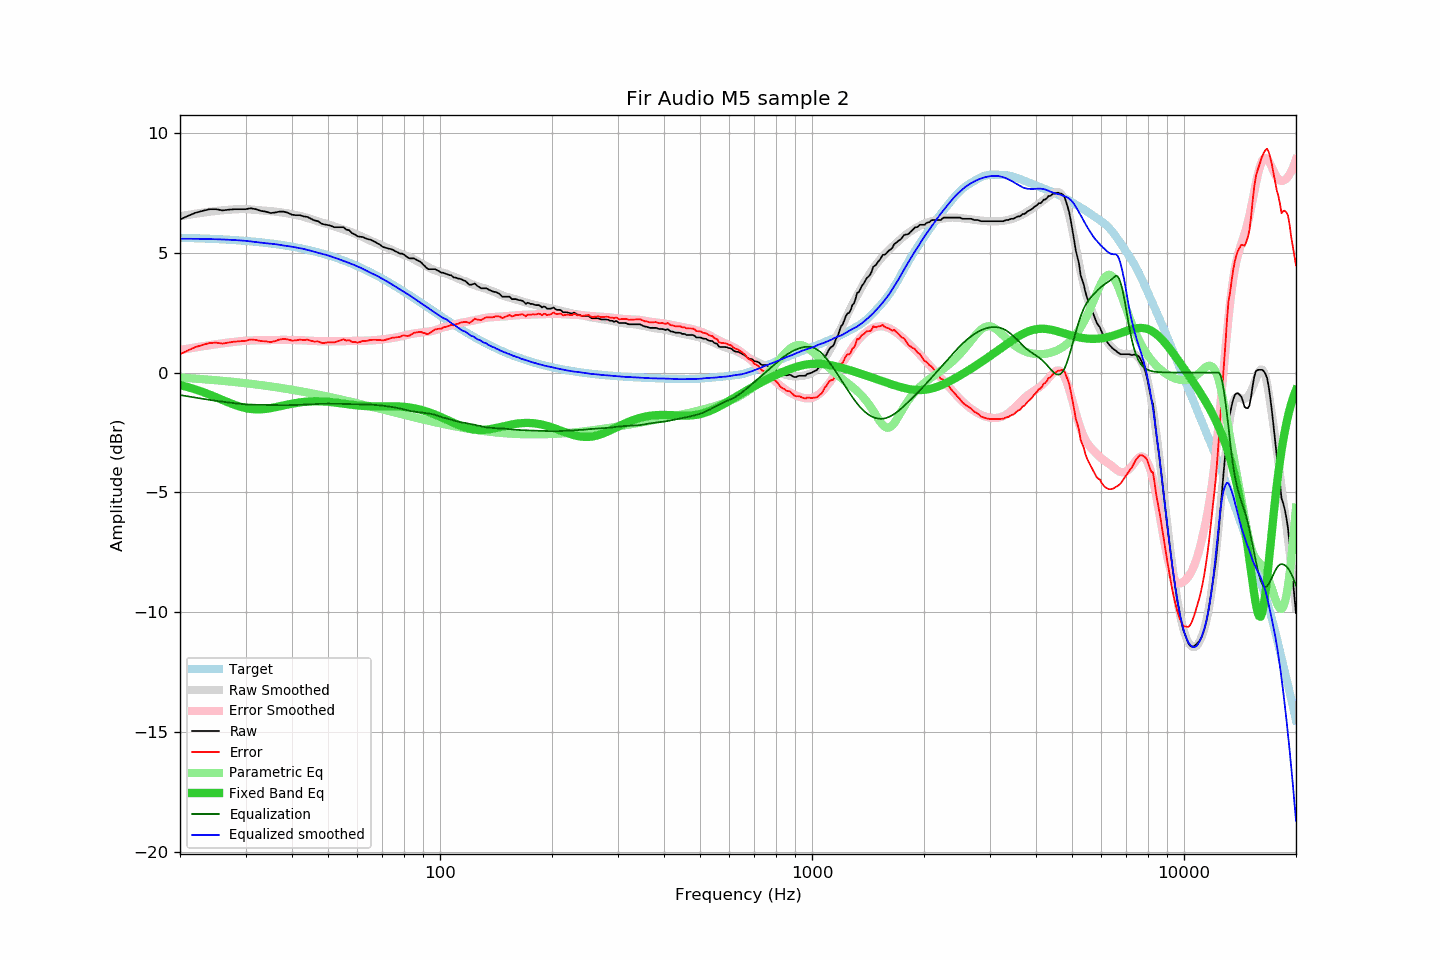 Fir Audio M5 sample 2
10
5
0
−5
−10
−15
−20
Amplitude (dBr)
Target
Raw Smoothed
Error Smoothed
Raw
Error
Parametric Eq
Fixed Band Eq
Equalization
Equalized smoothed
100
1000
10000
Frequency (Hz)